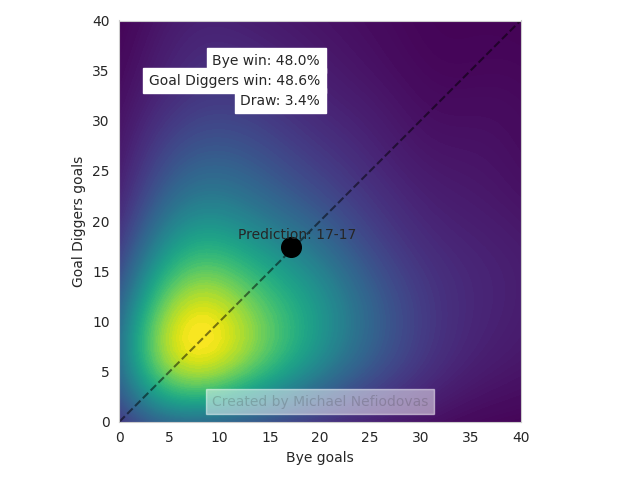 40
35
30
25
20
15
10
5
0
Goal Diggers goals
Bye win: 48.0%
Goal Diggers win: 48.6%
Draw: 3.4%
Prediction: 17-17
Created by Michael Nefiodovas
0 5 10 15 20 25 30 35 40
Bye goals